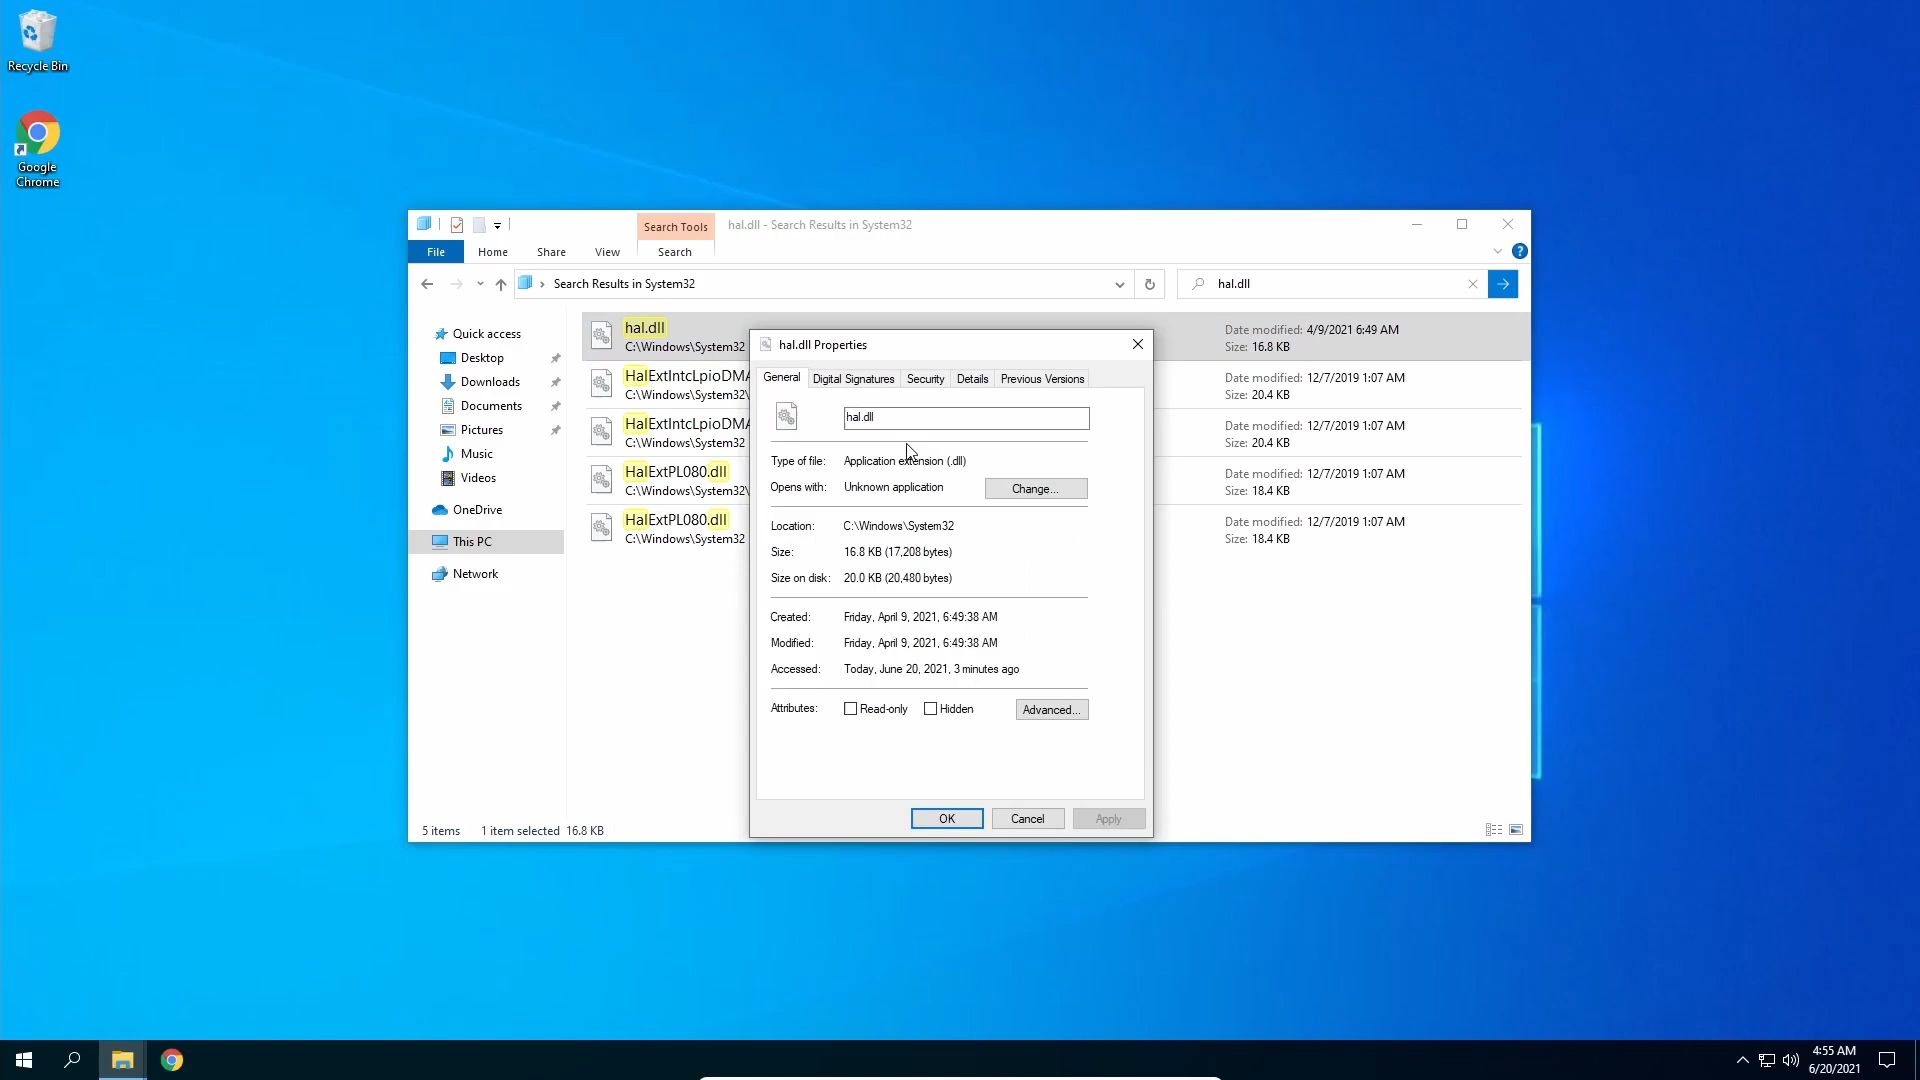 Recycle Bin
Google
Chrome
Search Tools
hal.dll - Search Results in System32
File
Home
Share
View
Search
Search Results in System32
hal.dll
Quick access
Desktop
Downloads
Documents
Pictures
Music
Videos
OneDrive
This PC
Network
hal.dll
C:\Windows\System32
Date modified: 4/9/2021 6:49 AM
Size: 16.8 KB
HalExtIntcLpioDMA
C:\Windows\System32\
Date modified: 12/7/2019 1:07 AM
Size: 20.4 KB
HalExtIntcLpioDMA
C:\Windows\System32
Date modified: 12/7/2019 1:07 AM
Size: 20.4 KB
HalExtPL080.dll
C:\Windows\System32\
Date modified: 12/7/2019 1:07 AM
Size: 18.4 KB
HalExtPL080.dll
C:\Windows\System32
Date modified: 12/7/2019 1:07 AM
Size: 18.4 KB
hal.dll Properties
General
Digital Signatures
Security
Details
Previous Versions
hal.dll
Type of file: Application extension (.dll)
Opens with: Unknown application
Change...
Location: C:\Windows\System32
Size: 16.8 KB (17,208 bytes)
Size on disk: 20.0 KB (20,480 bytes)
Created: Friday, April 9, 2021, 6:49:38 AM
Modified: Friday, April 9, 2021, 6:49:38 AM
Accessed: Today, June 20, 2021, 3 minutes ago
Attributes: Read-only Hidden
Advanced...
OK
Cancel
Apply
5 items 1 item selected 16.8 KB
4:55 AM
6/20/2021